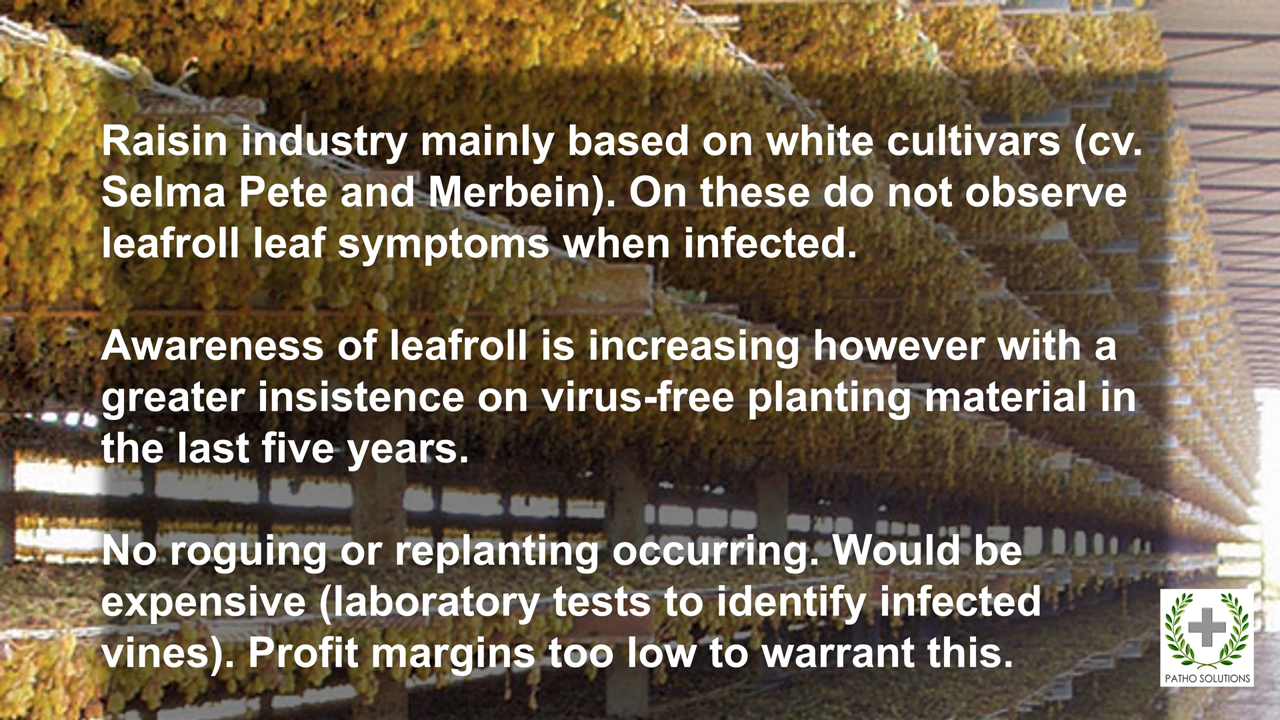 Raisin industry mainly based on white cultivars (cv.
Selma Pete and Merbein). On these do not observe
leafroll leaf symptoms when infected.
Awareness of leafroll is increasing however with a
greater insistence on virus-free planting material in
the last five years.
No roguing or replanting occurring. Would be
expensive (laboratory tests to identify infected
vines). Profit margins too low to warrant this.
PATHO SOLUTIONS